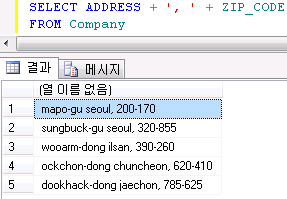 SELECT ADDRESS + ', ' + ZIP_CODE
FROM Company
결과 메시지
(열 이름 없음)
1 mapo-gu seoul, 200-170
2 sungbuck-gu seoul, 320-855
3 wooarm-dong ilsan, 390-260
4 ockchon-dong chuncheon, 620-410
5 dookhack-dong jaechon, 785-625